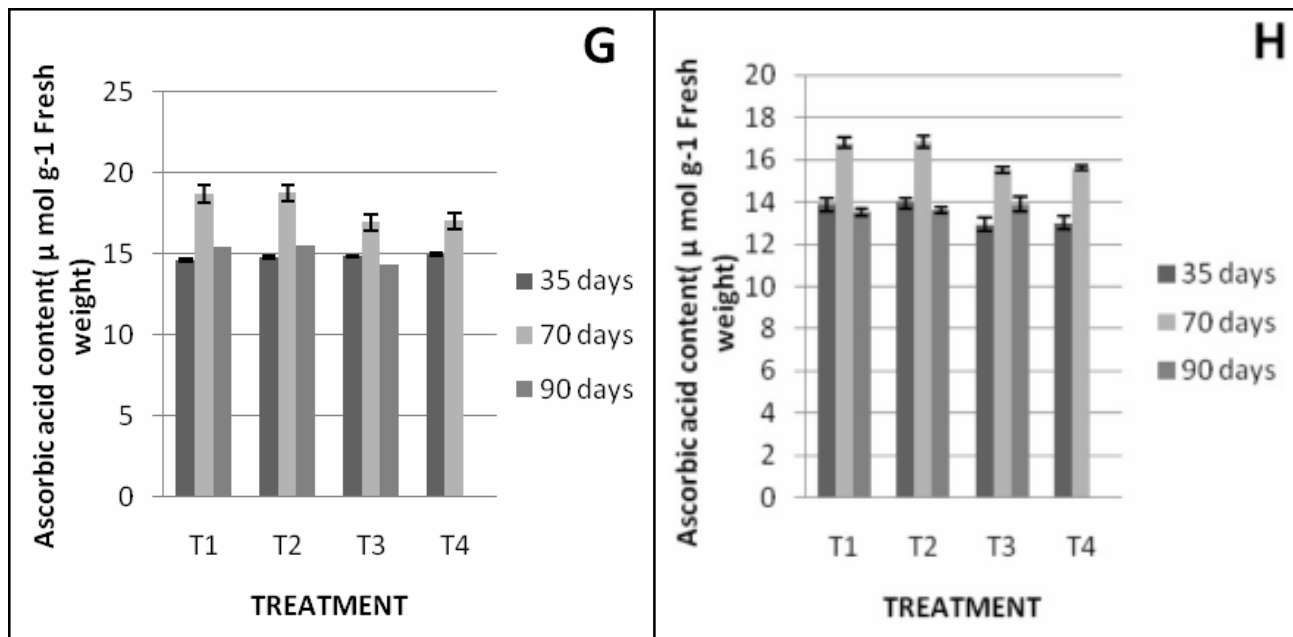 G
Ascorbic acid content( µ mol g-1 Fresh
weight)
25
20
15
10
5
0
T1 T2 T3 T4
TREATMENT
35 days
70 days
90 days
H
Ascorbic acid content( µ mol g-1 Fresh
weight)
20
18
16
14
12
10
8
6
4
2
0
T1 T2 T3 T4
TREATMENT
35 days
70 days
90 days